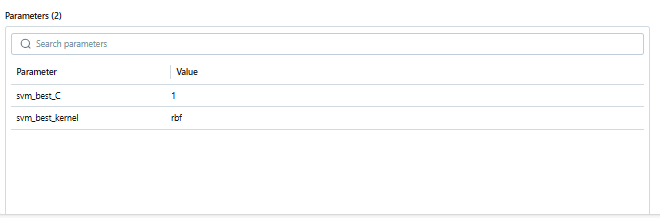 Parameters (2)
Search parameters
Parameter Value
svm_best_C 1
svm_best_kernel rbf